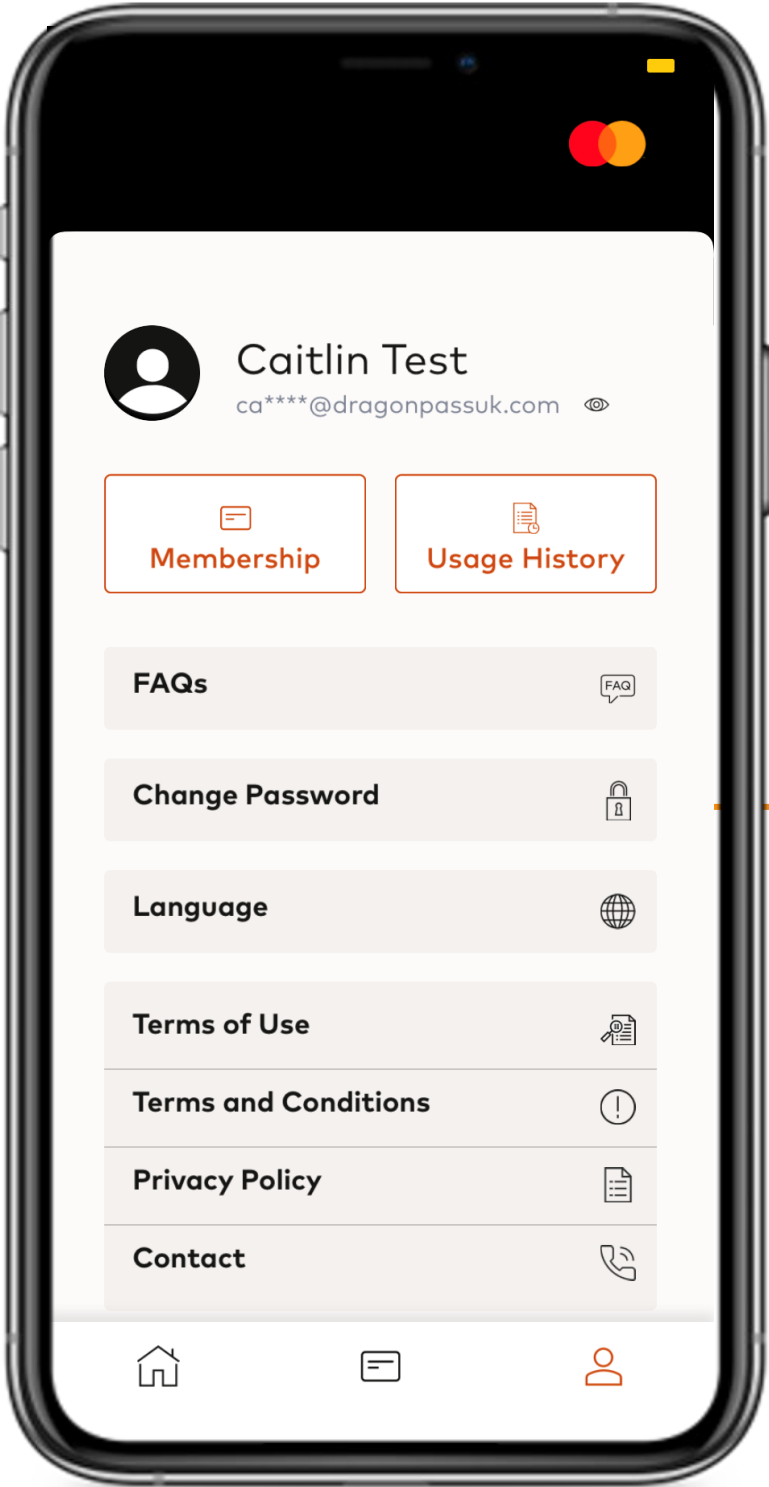 Caitlin Test
ca****@dragonpassuk.com
Membership
Usage History
FAQs
FAQ
Change Password
Language
Terms of Use
Terms and Conditions
Privacy Policy
Contact